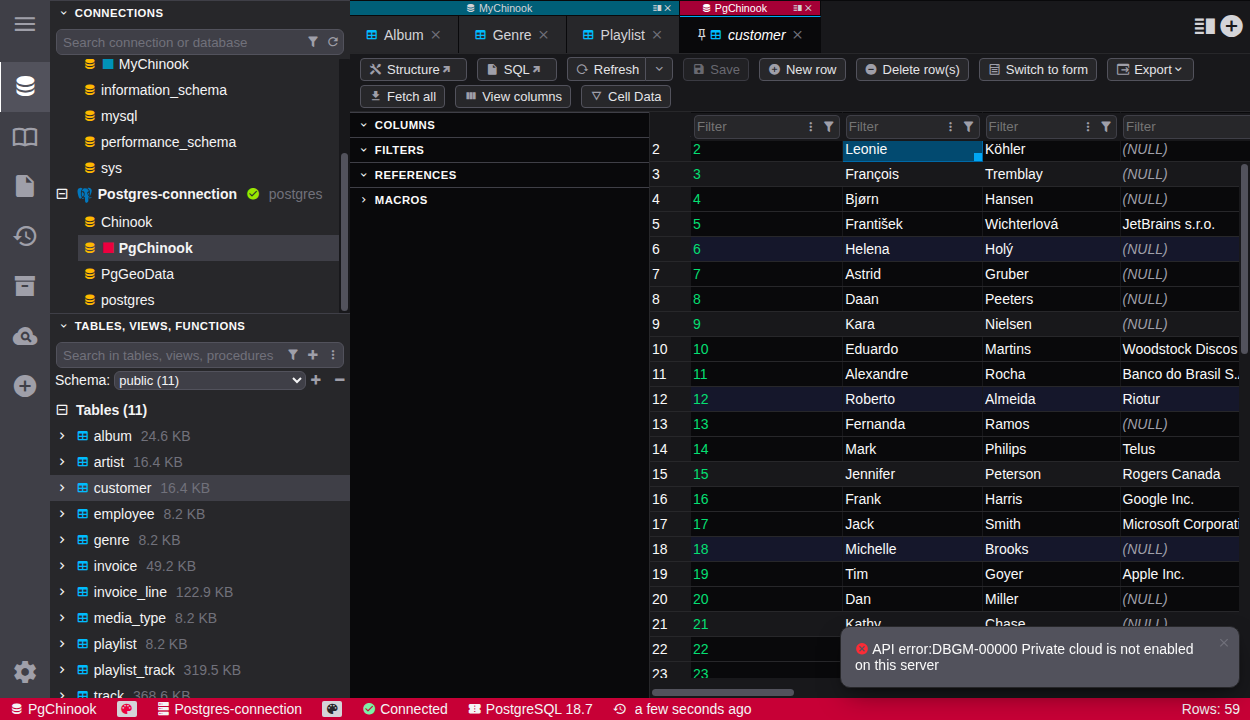 CONNECTIONS
Search connection or database
MyChinook
information_schema
mysql
performance_schema
sys
Postgres-connection postgres
Chinook
PgChinook
PgGeoData
postgres
TABLES, VIEWS, FUNCTIONS
Search in tables, views, procedures
Schema: public (11)
Tables (11)
album 24.6 KB
artist 16.4 KB
customer 16.4 KB
employee 8.2 KB
genre 8.2 KB
invoice 49.2 KB
invoice_line 122.9 KB
media_type 8.2 KB
playlist 8.2 KB
playlist_track 319.5 KB
track 368.6 KB
MyChinook PgChinook
Album Genre Playlist customer
Structure SQL Refresh Save New row Delete row(s) Switch to form Export
Fetch all View columns Cell Data
COLUMNS
FILTERS
REFERENCES
MACROS
Filter Filter Filter Filter
2 2 Leonie Köhler (NULL)
3 3 François Tremblay (NULL)
4 4 Bjørn Hansen (NULL)
5 5 František Wichterlová JetBrains s.r.o.
6 6 Helena Holý (NULL)
7 7 Astrid Gruber (NULL)
8 8 Daan Peeters (NULL)
9 9 Kara Nielsen (NULL)
10 10 Eduardo Martins Woodstock Discos
11 11 Alexandre Rocha Banco do Brasil S.A
12 12 Roberto Almeida Riotur
13 13 Fernanda Ramos (NULL)
14 14 Mark Philips Telus
15 15 Jennifer Peterson Rogers Canada
16 16 Frank Harris Google Inc.
17 17 Jack Smith Microsoft Corporati
18 18 Michelle Brooks (NULL)
19 19 Tim Goyer Apple Inc.
20 20 Dan Miller (NULL)
21 21 Kathy Chase (NULL)
22 22
23 23
API error:DBGM-00000 Private cloud is not enabled
on this server
PgChinook Postgres-connection Connected PostgreSQL 18.7 a few seconds ago Rows: 59